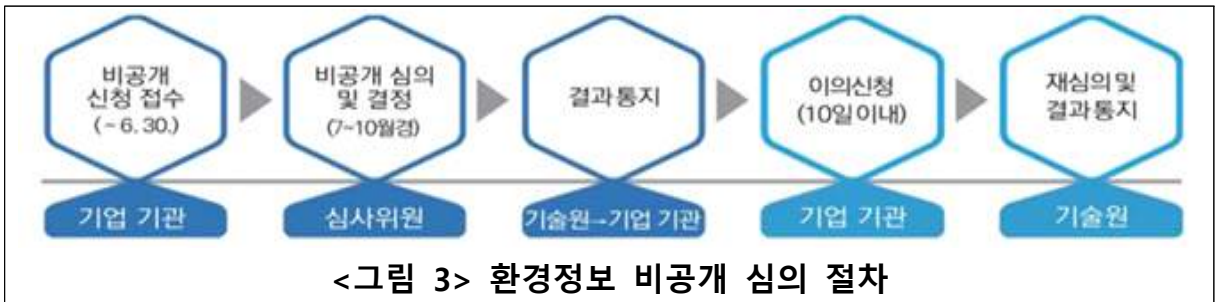 비공개
신청 접수
(~6.30.)
비공개 심의
및 결정
(7~10월경)
결과통지
이의신청
(10일이내)
재심의 및
결과통지
기업 기관
심사위원
기술원→기업 기관
기업 기관
기술원
<그림 3> 환경정보 비공개 심의 절차